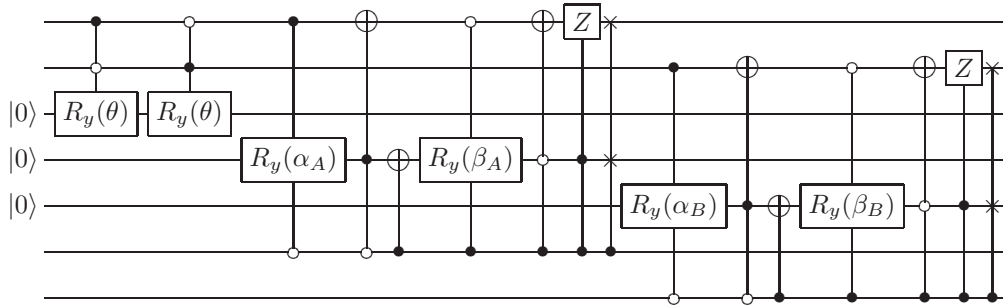 Z
Z
|0⟩ R_y(θ) R_y(θ)
|0⟩ R_y(α_A) R_y(β_A)
|0⟩ R_y(α_B) R_y(β_B)